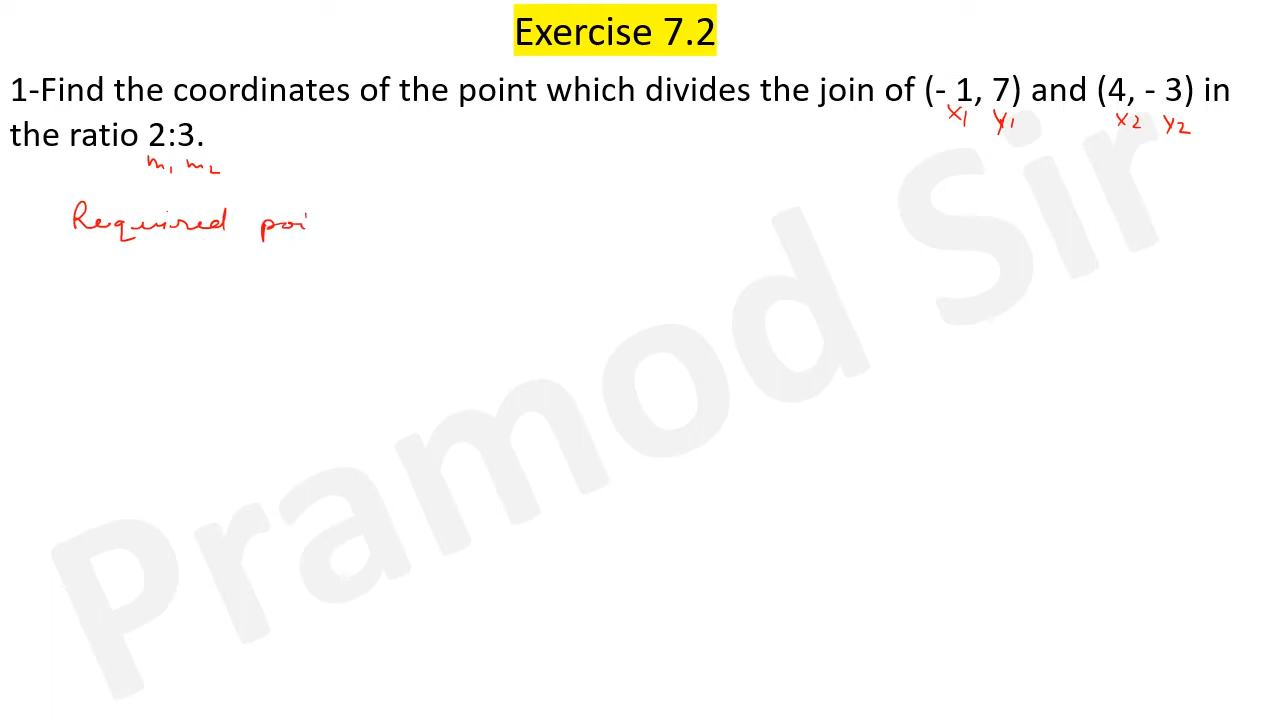 Exercise 7.2
1-Find the coordinates of the point which divides the join of (- 1, 7) and (4, - 3) in
x1 y1 x2 y2
the ratio 2:3.
m1 m2
Required poi
Pramod Sir